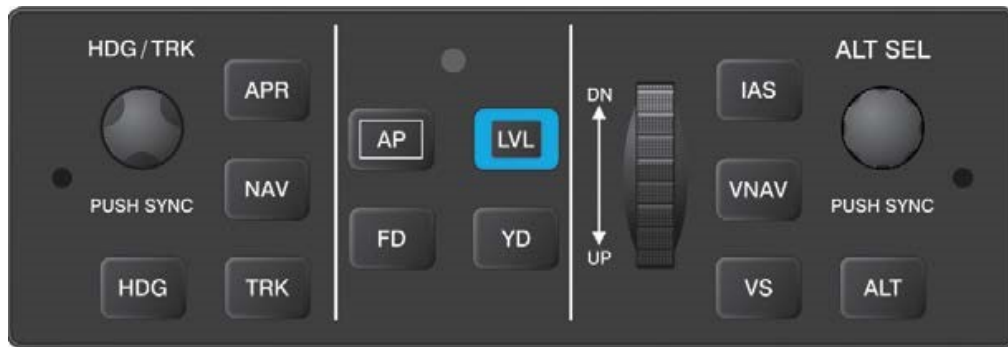 HDG / TRK
APR
NAV
PUSH SYNC
HDG
TRK
AP
LVL
FD
YD
DN
UP
IAS
ALT SEL
VNAV
PUSH SYNC
VS
ALT